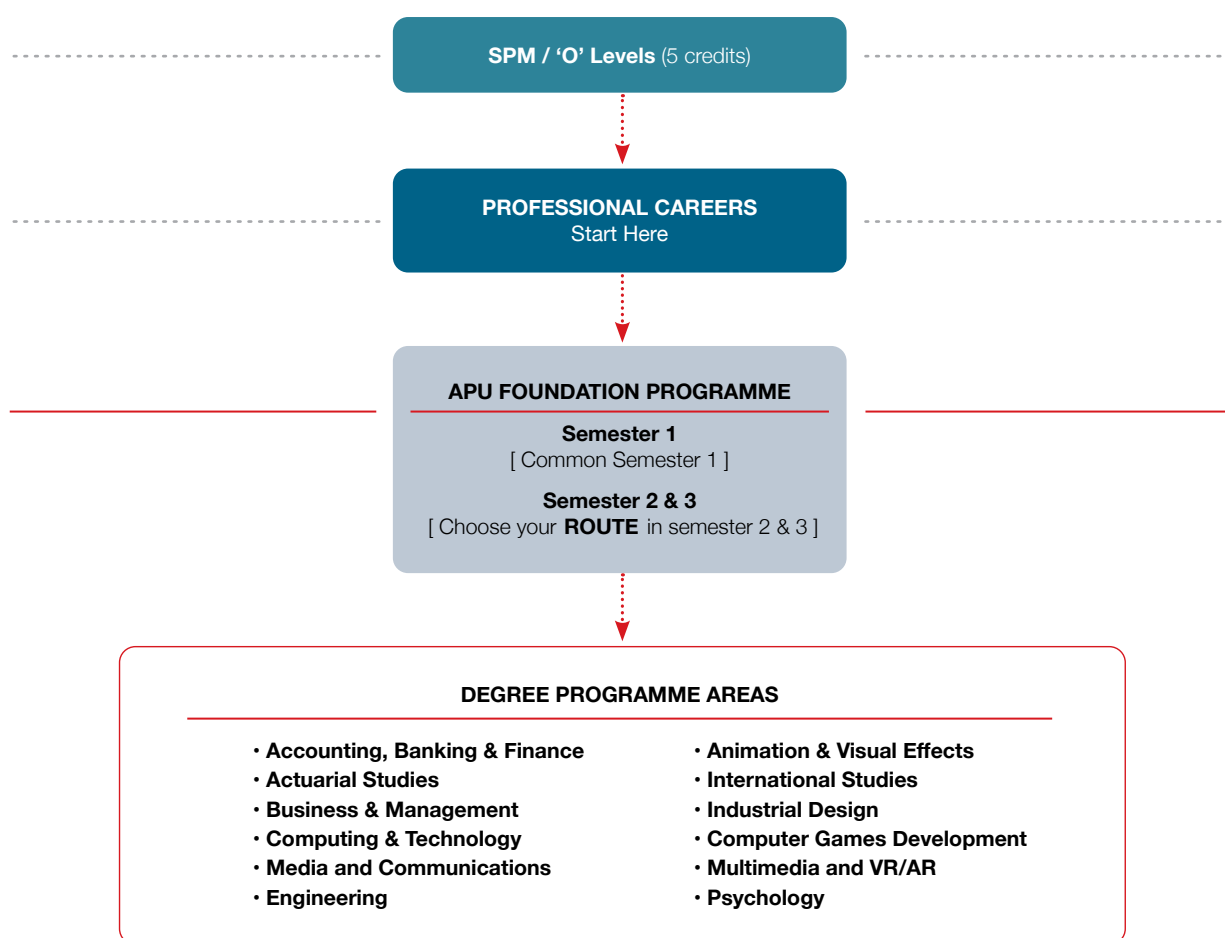 SPM / ‘O’ Levels (5 credits)
PROFESSIONAL CAREERS
Start Here
APU FOUNDATION PROGRAMME
Semester 1
[ Common Semester 1 ]
Semester 2 & 3
[ Choose your ROUTE in semester 2 & 3 ]
DEGREE PROGRAMME AREAS
· Accounting, Banking & Finance
· Actuarial Studies
· Business & Management
· Computing & Technology
· Media and Communications
· Engineering
· Animation & Visual Effects
· International Studies
· Industrial Design
· Computer Games Development
· Multimedia and VR/AR
· Psychology